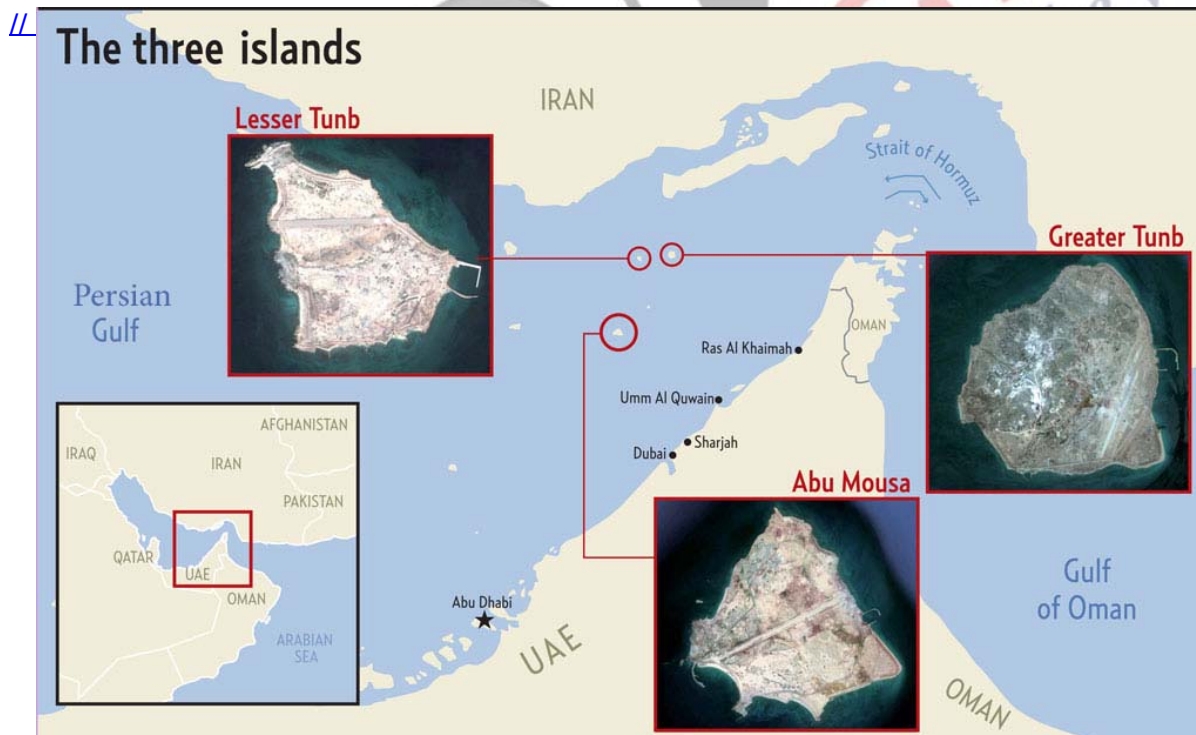 //
The three islands
IRAN
Lesser Tunb
Strait of Hormuz
Greater Tunb
Persian
Gulf
OMAN
Ras Al Khaimah
Umm Al Quwain
Sharjah
Dubai
Abu Mousa
AFGHANISTAN
IRAQ
IRAN
PAKISTAN
QATAR
UAE
OMAN
ARABIAN
SEA
Abu Dhabi
UAE
Gulf
of Oman
OMAN